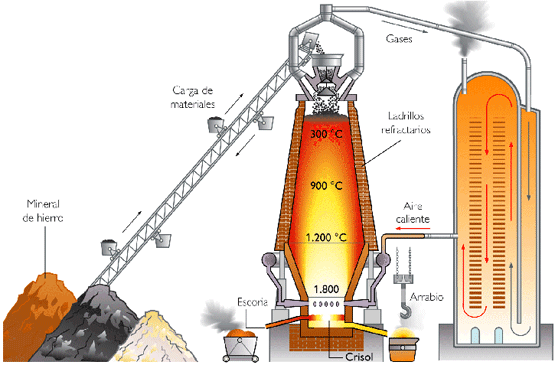 Gases
Carga de
materiales
Ladrillos
refractarios
300 °C
900 °C
Mineral
de hierro
Aire
caliente
1.200 °C
1.800
Escoria
Arrabio
Crisol